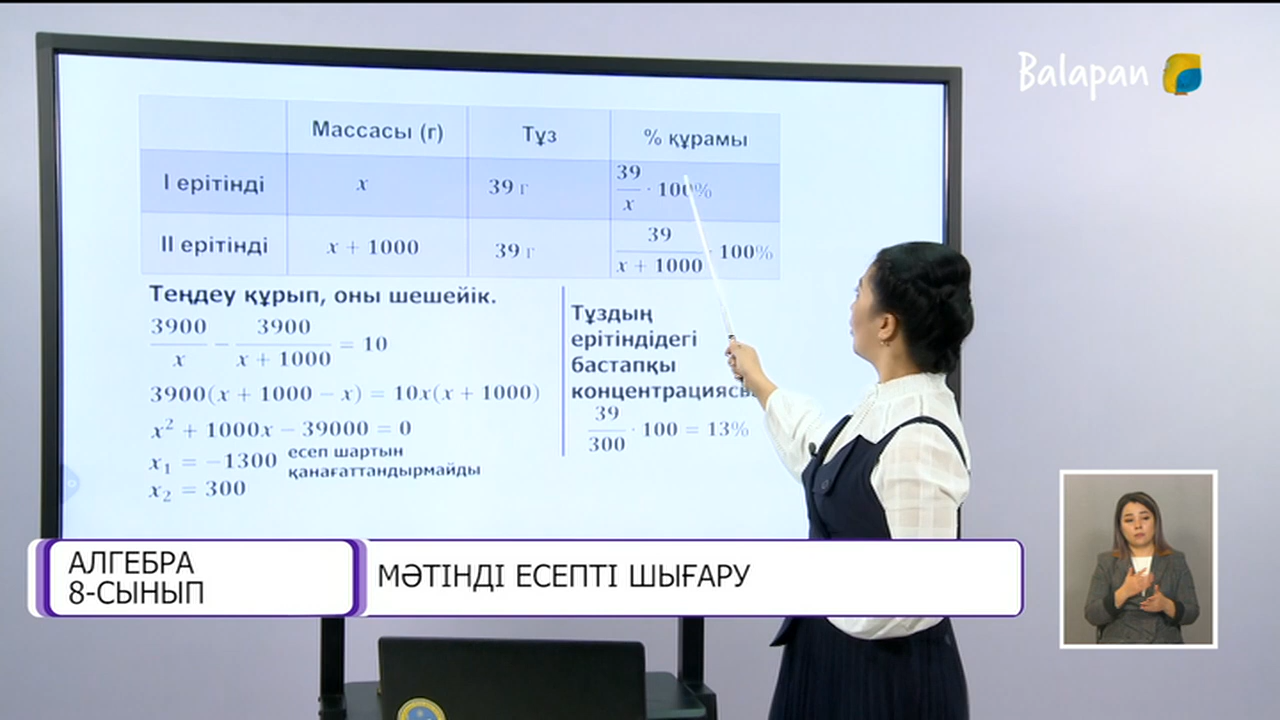 Balapan
Массасы (г) Тұз % құрамы
I ерітінді x 39 г 39/x · 100%
II ерітінді x + 1000 39 г 39/(x + 1000) · 100%
Теңдеу құрып, оны шешейік.
3900/x − 3900/(x + 1000) = 10
3900(x + 1000 − x) = 10x(x + 1000)
x² + 1000x − 39000 = 0
x₁ = −1300 есеп шартын
қанағаттандырмайды
x₂ = 300
Тұздың
ерітіндідегі
бастапқы
39/300 · 100 = 13%
АЛГЕБРА
8-СЫНЫП
МӘТІНДІ ЕСЕПТІ ШЫҒАРУ